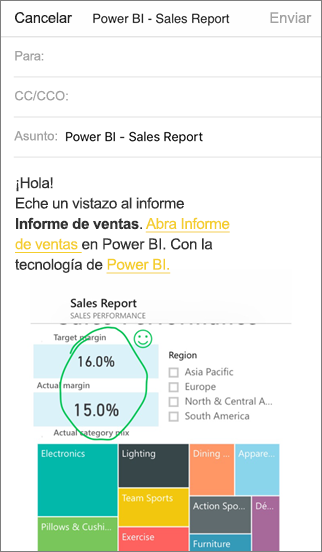 Cancelar Power BI - Sales Report Enviar
Para:
CC/CCO:
Asunto: Power BI - Sales Report
¡Hola!
Eche un vistazo al informe
Informe de ventas. Abra Informe
de ventas en Power BI. Con la
tecnología de Power BI.
Sales Report
SALES PERFORMANCE
Target margin
16.0%
Actual margin
15.0%
Region
Asia Pacific
Europe
North & Central A...
South America
Actual category mix
Electronics
Lighting
Dining ...
Appare...
Team Sports
Action Spo...
Dé...
Pillows & Cushi...
Exercise
Furniture